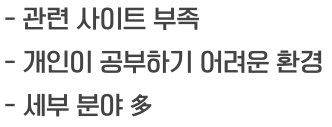 - 관련 사이트 부족
- 개인이 공부하기 어려운 환경
- 세부 분야 多